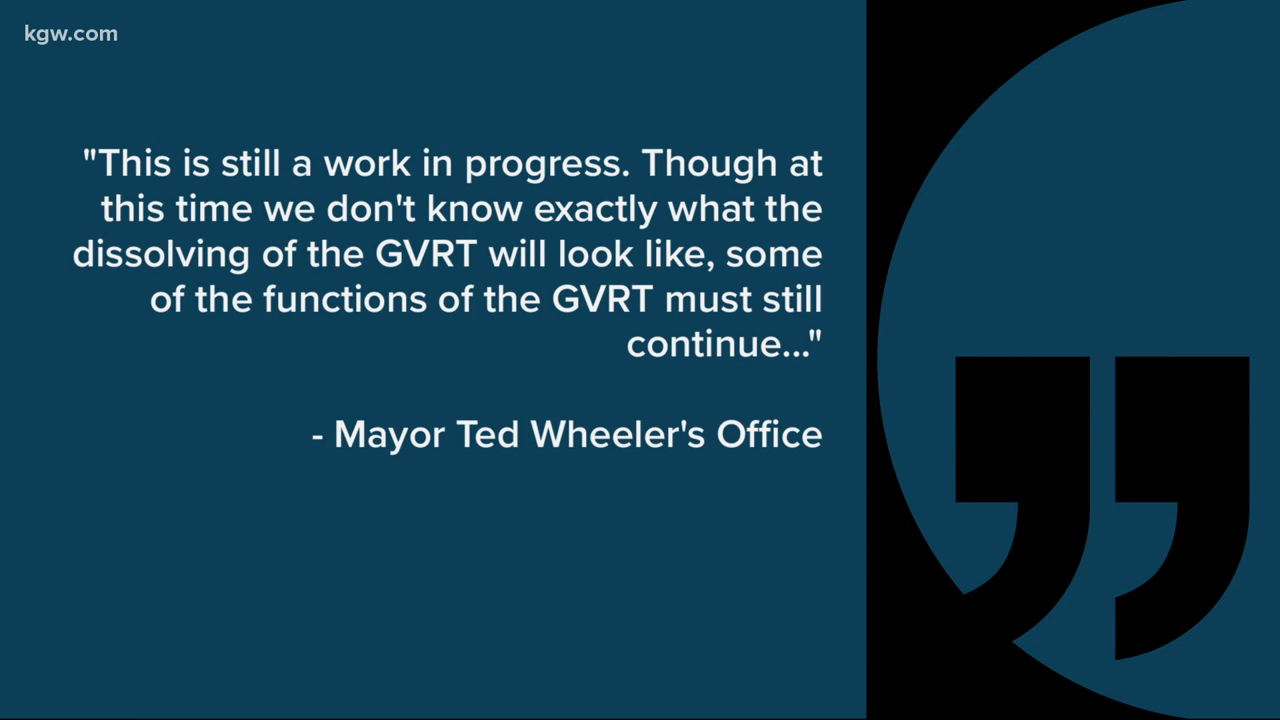 kgw.com
"This is still a work in progress. Though at
this time we don't know exactly what the
dissolving of the GVRT will look like, some
of the functions of the GVRT must still
continue..."
- Mayor Ted Wheeler's Office